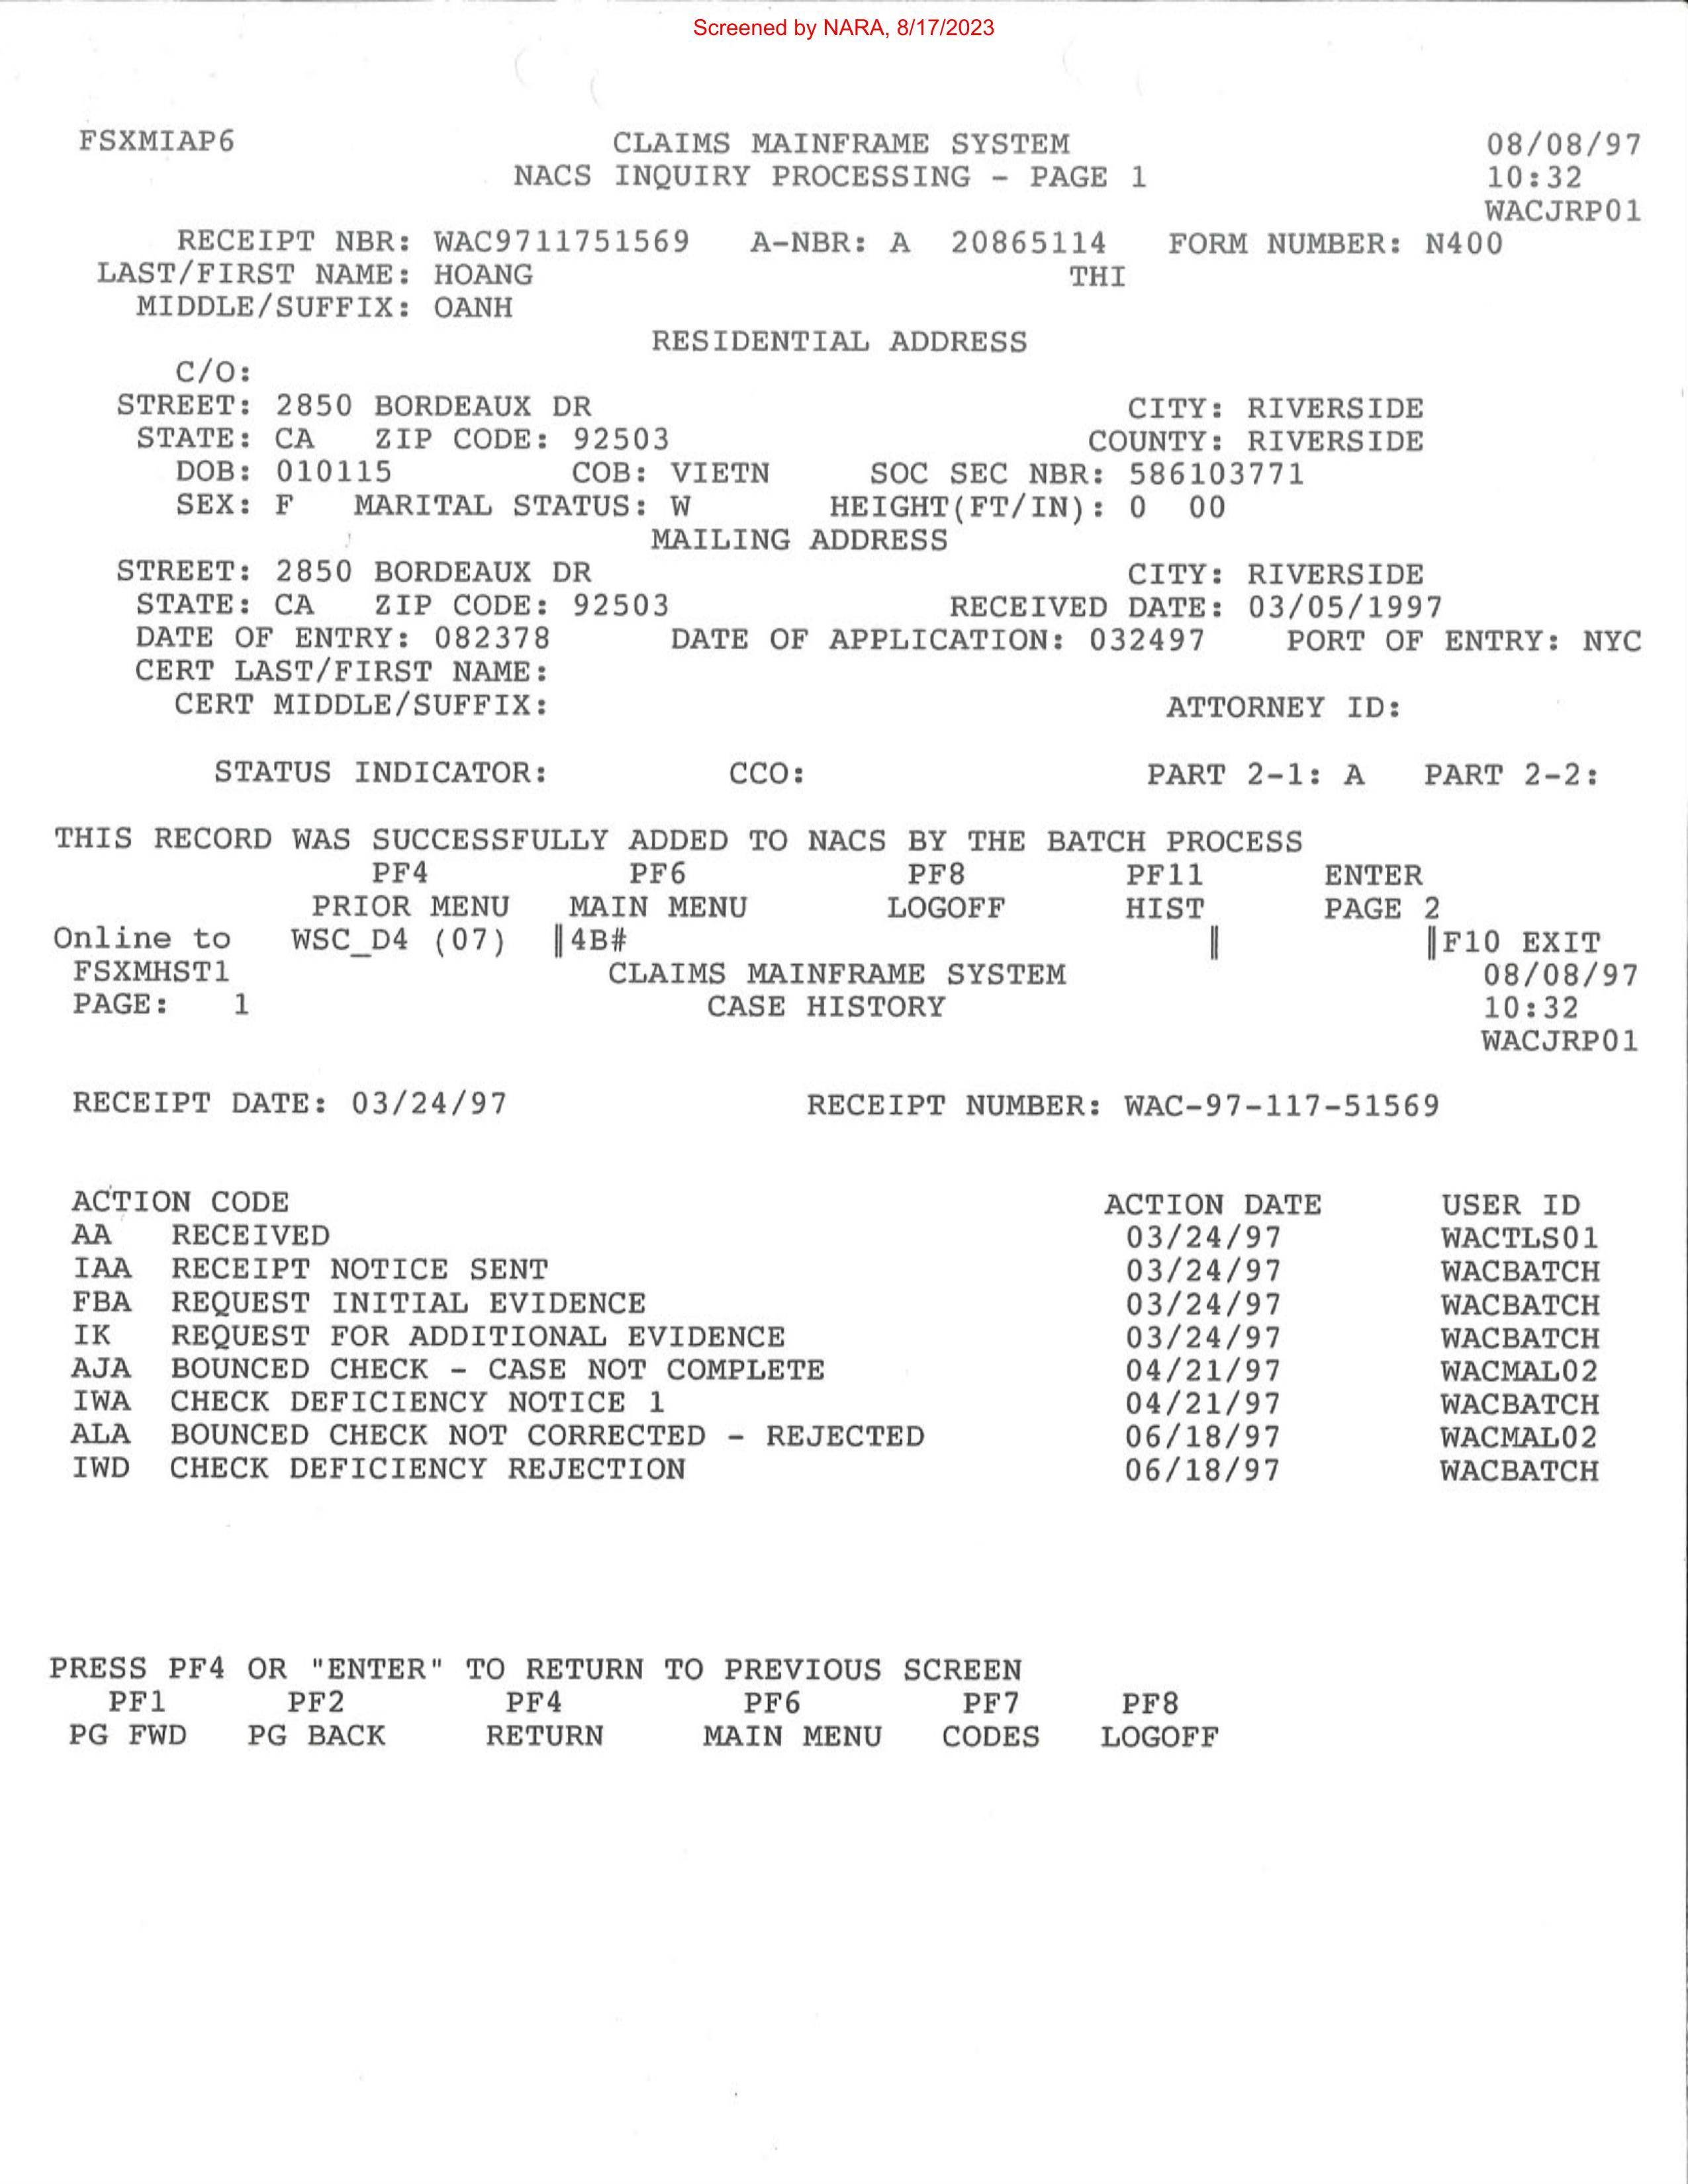 Screened by NARA, 8/17/2023
FSXMIAP6 CLAIMS MAINFRAME SYSTEM 08/08/97
NACS INQUIRY PROCESSING - PAGE 1 10:32
WACJRP01
RECEIPT NBR: WAC9711751569 A-NBR: A 20865114 FORM NUMBER: N400
LAST/FIRST NAME: HOANG THI
MIDDLE/SUFFIX: OANH
RESIDENTIAL ADDRESS
C/O:
STREET: 2850 BORDEAUX DR CITY: RIVERSIDE
STATE: CA ZIP CODE: 92503 COUNTY: RIVERSIDE
DOB: 010115 COB: VIETN SOC SEC NBR: 586103771
SEX: F MARITAL STATUS: W HEIGHT(FT/IN): 0 00
MAILING ADDRESS
STREET: 2850 BORDEAUX DR CITY: RIVERSIDE
STATE: CA ZIP CODE: 92503 RECEIVED DATE: 03/05/1997
DATE OF ENTRY: 082378 DATE OF APPLICATION: 032497 PORT OF ENTRY: NYC
CERT LAST/FIRST NAME:
CERT MIDDLE/SUFFIX: ATTORNEY ID:
STATUS INDICATOR: CCO: PART 2-1: A PART 2-2:
THIS RECORD WAS SUCCESSFULLY ADDED TO NACS BY THE BATCH PROCESS
PF4 PF6 PF8 PF11 ENTER
PRIOR MENU MAIN MENU LOGOFF HIST PAGE 2
Online to WSC_D4 (07) ‖4B# ‖ ‖F10 EXIT
FSXMHST1 CLAIMS MAINFRAME SYSTEM 08/08/97
PAGE: 1 CASE HISTORY 10:32
WACJRP01
RECEIPT DATE: 03/24/97 RECEIPT NUMBER: WAC-97-117-51569
ACTION CODE ACTION DATE USER ID
AA RECEIVED 03/24/97 WACTLS01
IAA RECEIPT NOTICE SENT 03/24/97 WACBATCH
FBA REQUEST INITIAL EVIDENCE 03/24/97 WACBATCH
IK REQUEST FOR ADDITIONAL EVIDENCE 03/24/97 WACBATCH
AJA BOUNCED CHECK - CASE NOT COMPLETE 04/21/97 WACMAL02
IWA CHECK DEFICIENCY NOTICE 1 04/21/97 WACBATCH
ALA BOUNCED CHECK NOT CORRECTED - REJECTED 06/18/97 WACMAL02
IWD CHECK DEFICIENCY REJECTION 06/18/97 WACBATCH
PRESS PF4 OR "ENTER" TO RETURN TO PREVIOUS SCREEN
PF1 PF2 PF4 PF6 PF7 PF8
PG FWD PG BACK RETURN MAIN MENU CODES LOGOFF